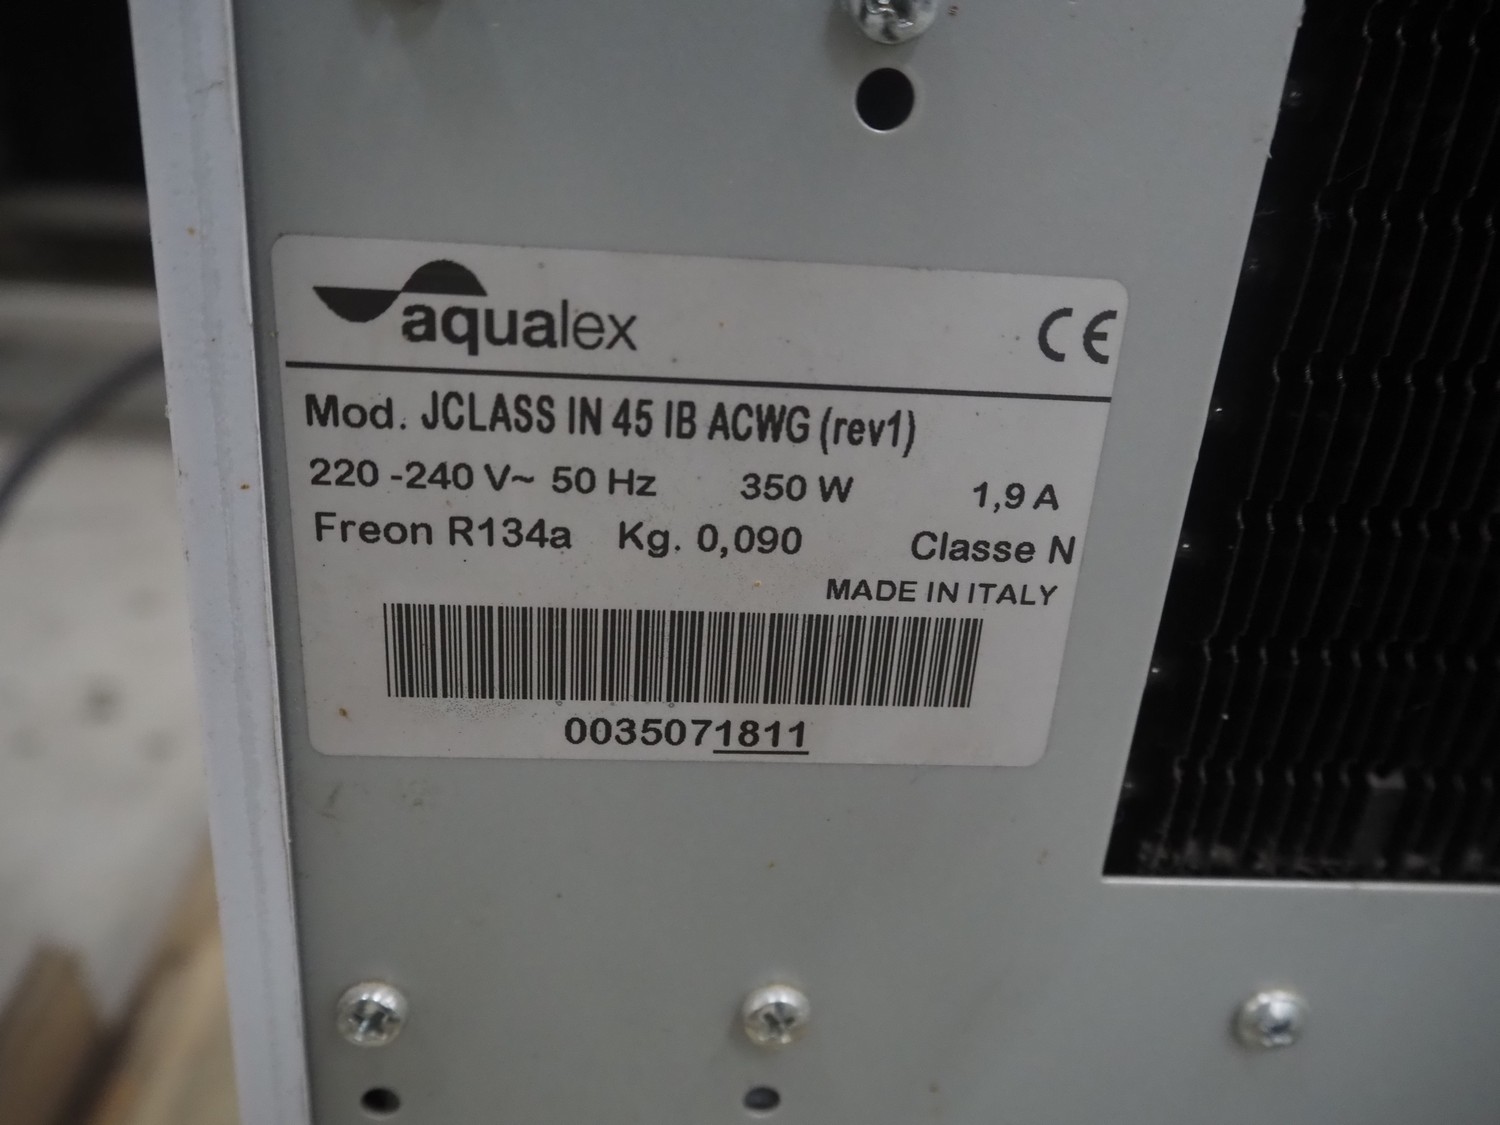 aqualex CE
Mod. JCLASS IN 45 IB ACWG (rev1)
220 -240 V~ 50 Hz 350 W 1,9 A
Freon R134a Kg. 0,090 Classe N
MADE IN ITALY
0035071811